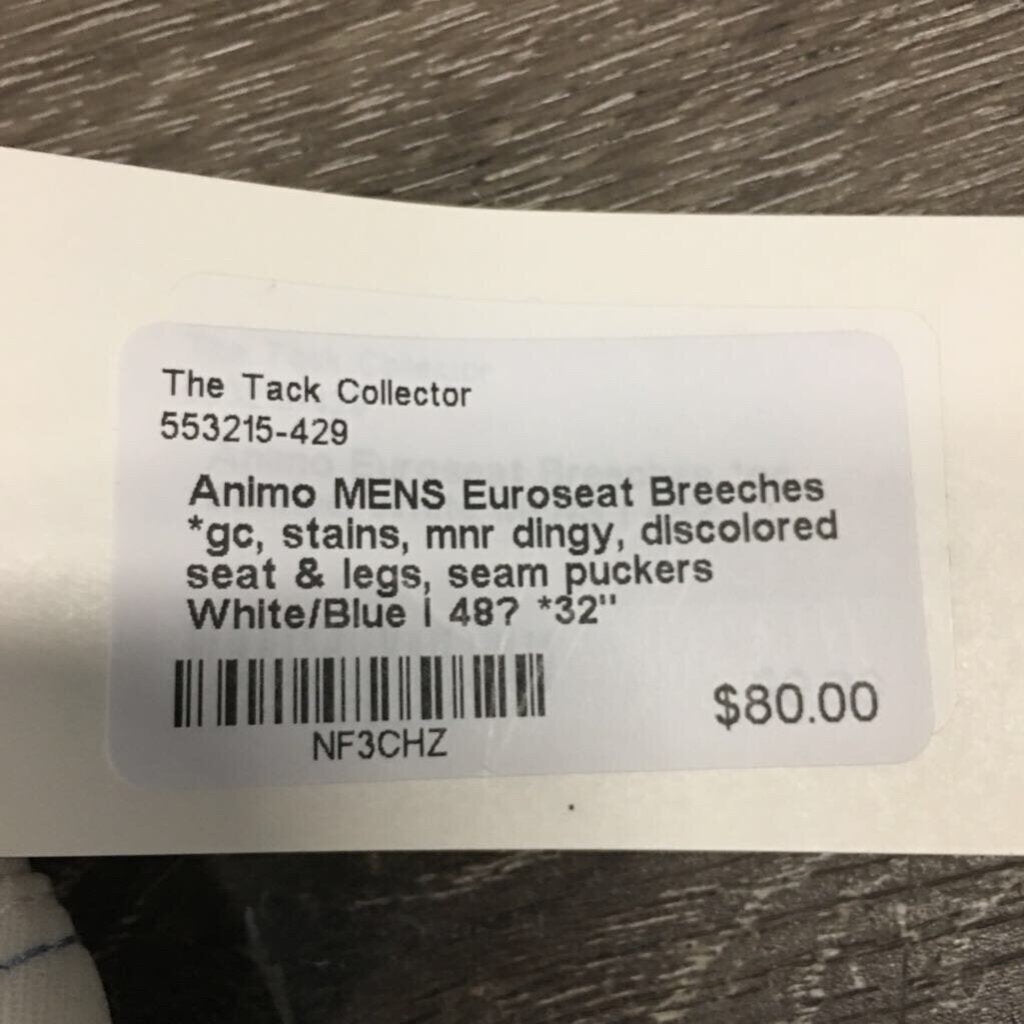 The Tack Collector
553215-429
Animo MENS Euroseat Breeches
*gc, stains, mnr dingy, discolored
seat & legs, seam puckers
White/Blue I 48? *32"
NF3CHZ
$80.00